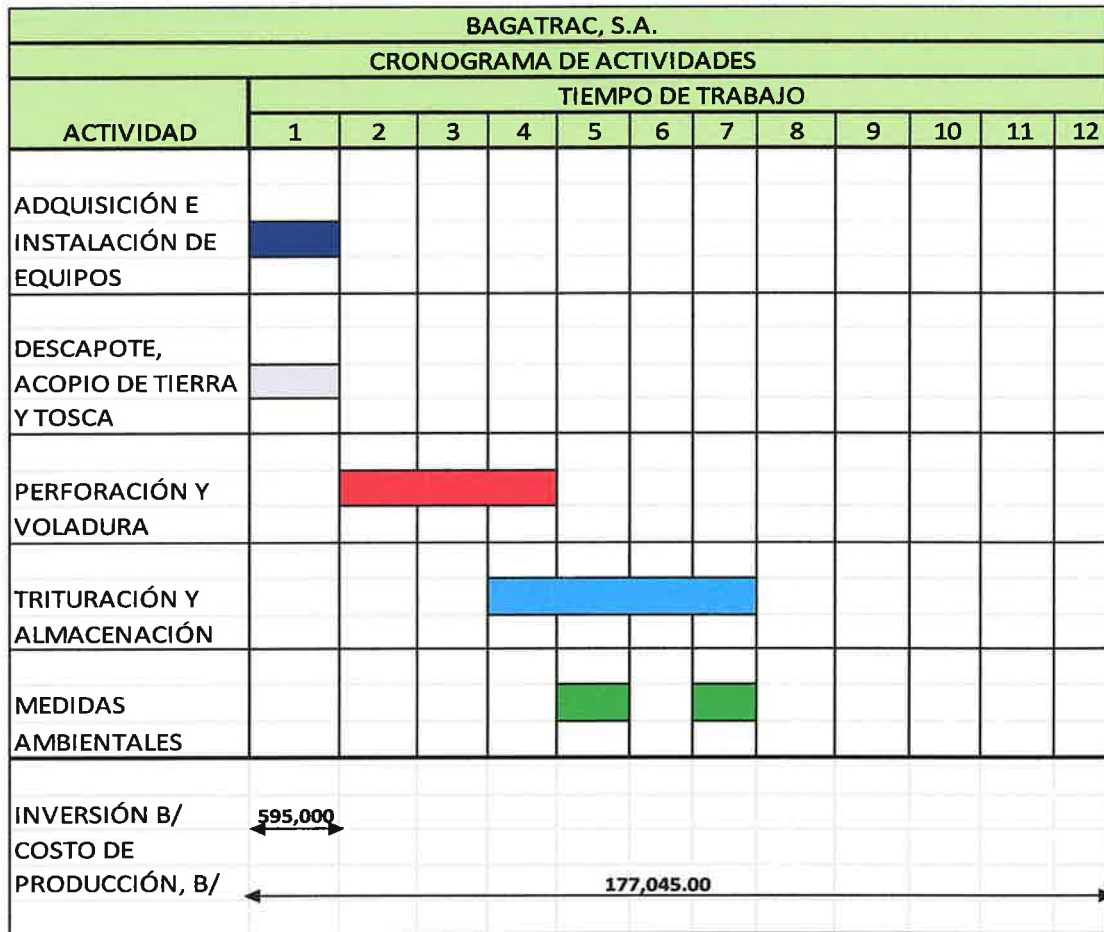 BAGATRAC, S.A.
CRONOGRAMA DE ACTIVIDADES
TIEMPO DE TRABAJO
ACTIVIDAD 1 2 3 4 5 6 7 8 9 10 11 12
ADQUISICIÓN E
INSTALACIÓN DE
EQUIPOS
DESCAPOTE,
ACOPIO DE TIERRA
Y TOSCA
PERFORACIÓN Y
VOLADURA
TRITURACIÓN Y
ALMACENACIÓN
MEDIDAS
AMBIENTALES
INVERSIÓN B/ 595,000
COSTO DE
PRODUCCIÓN, B/ 177,045.00